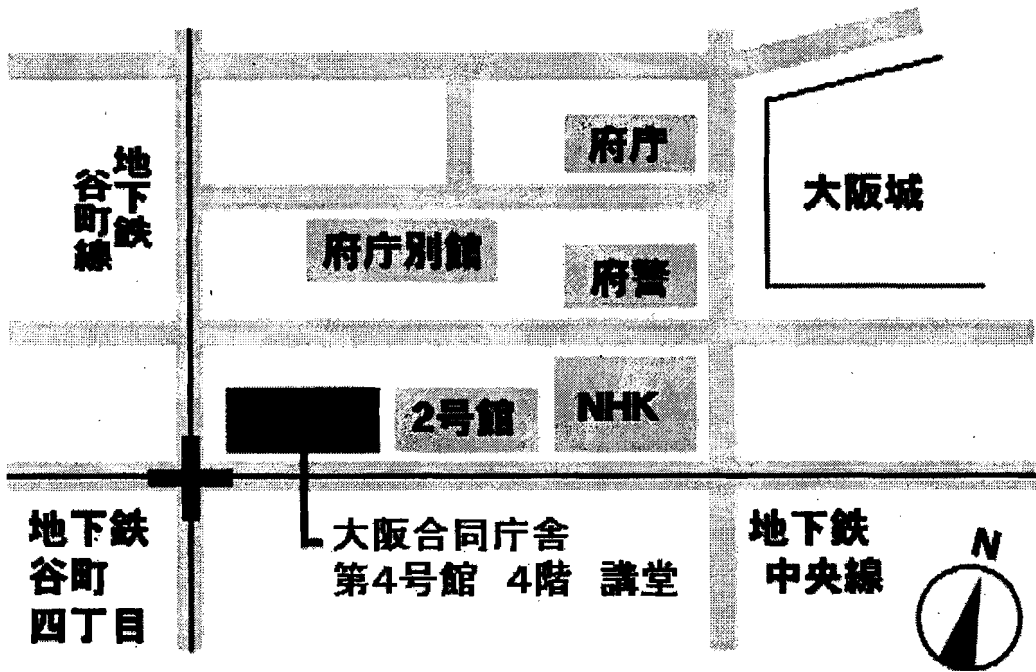 府庁
大阪城
地下鉄
谷町線
府庁別館
府警
2号館
NHK
地下鉄
谷町
四丁目
大阪合同庁舎
第4号館 4階 講堂
地下鉄
中央線
N